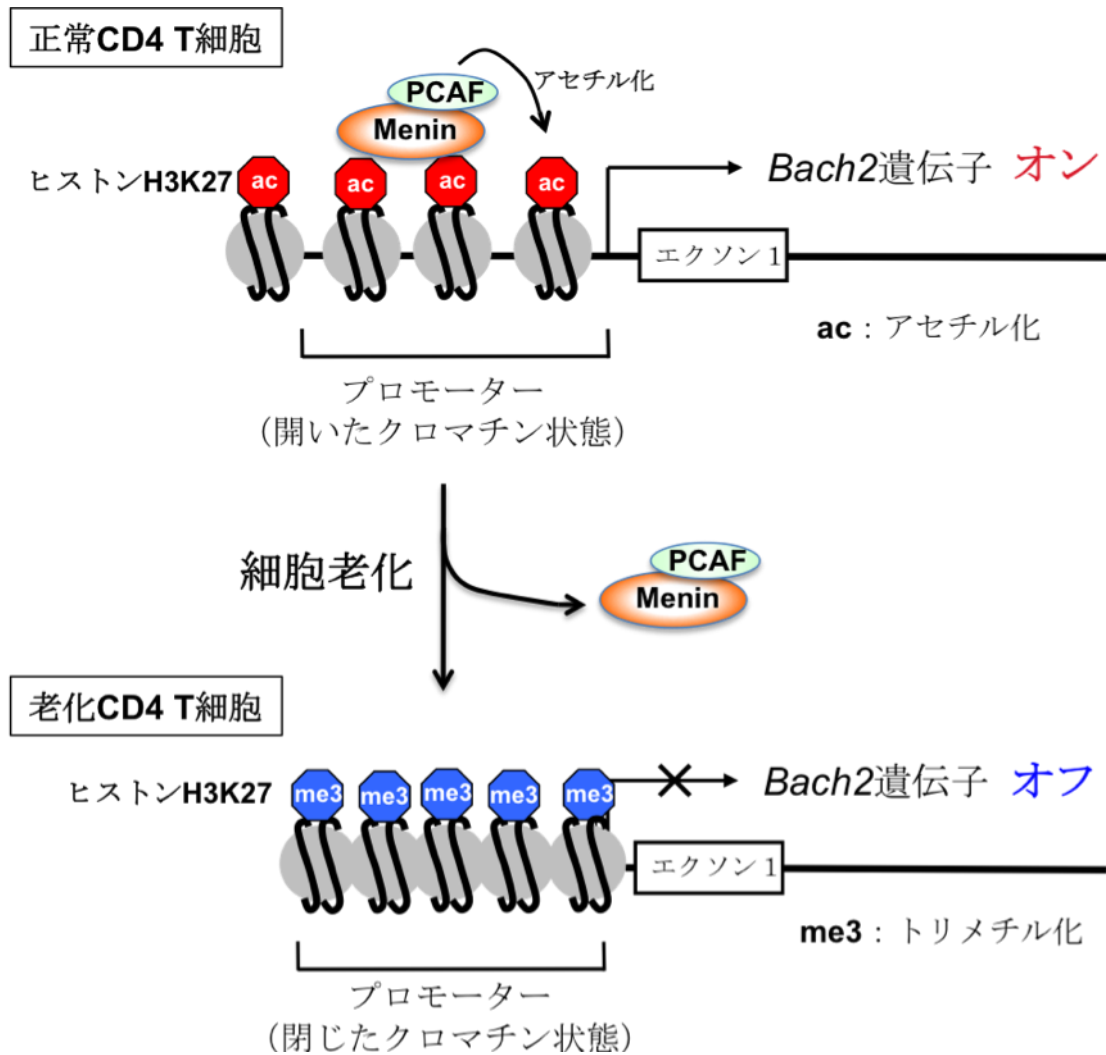 正常CD4 T細胞
PCAF
アセチル化
Menin
ヒストンH3K27
ac
ac
ac
ac
Bach2遺伝子 オン
エクソン 1
ac：アセチル化
プロモーター
（開いたクロマチン状態）
細胞老化
PCAF
Menin
老化CD4 T細胞
ヒストンH3K27
me3
me3
me3
me3
me3
Bach2遺伝子 オフ
エクソン 1
me3：トリメチル化
プロモーター
（閉じたクロマチン状態）